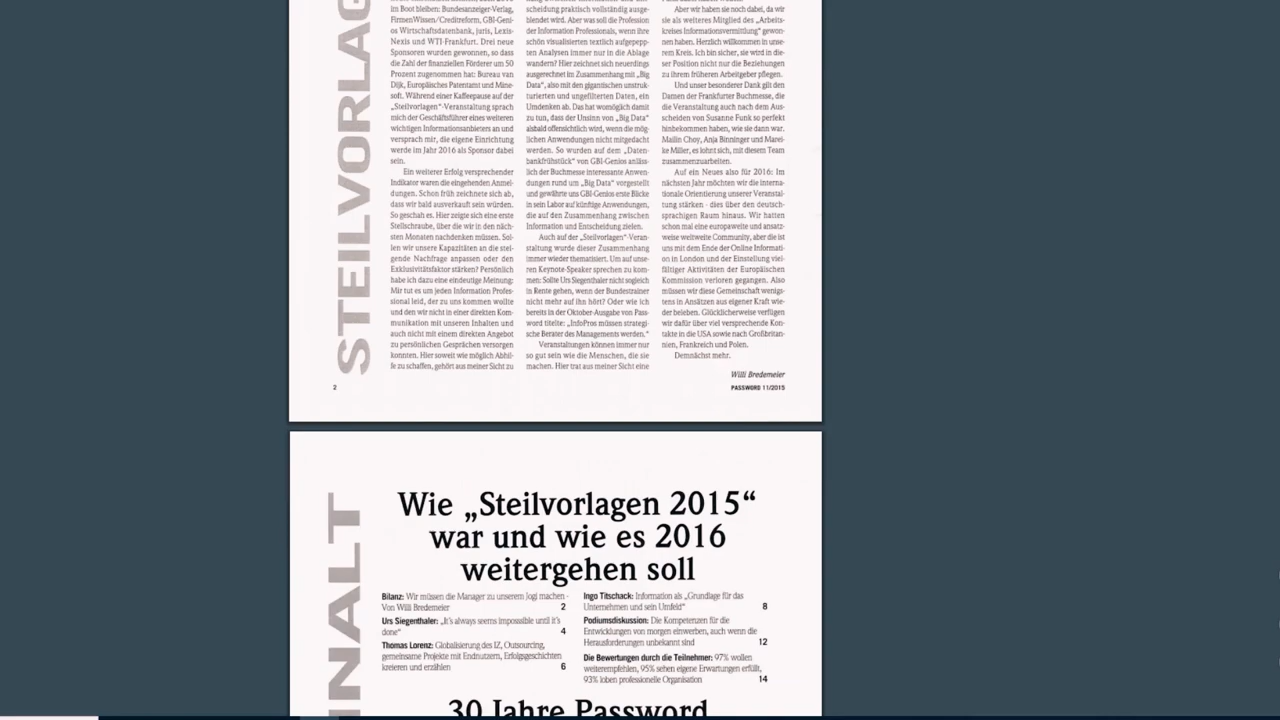 STEILVORLAG
im Boot bleiben: Bundesanzeiger-Verlag,
FirmenWissen/Creditreform, GBI-Geni-
os Wirtschaftsdatenbank, juris, Lexis-
Nexis und WTI-Frankfurt. Drei neue
Sponsoren wurden gewonnen, so dass
die Zahl der finanziellen Förderer um 50
Prozent zugenommen hat: Bureau van
Dijk, Europäisches Patentamt und Mine-
soft. Während einer Kaffeepause auf der
„Steilvorlagen“-Veranstaltung sprach
mich der Geschäftsführer eines weiteren
wichtigen Informationsanbieters an und
versprach mir, die eigene Einrichtung
werde im Jahr 2016 als Sponsor dabei
sein.
Ein weiterer Erfolg versprechender
Indikator waren die eingehenden Anmel-
dungen. Schon früh zeichnete sich ab,
dass wir bald ausverkauft sein würden.
So geschah es. Hier zeigte sich eine erste
Stellschraube, über die wir in den näch-
sten Monaten nachdenken müssen. Sol-
len wir unsere Kapazitäten an die stei-
gende Nachfrage anpassen oder den
Exklusivitätsfaktor stärken? Persönlich
habe ich dazu eine eindeutige Meinung:
Mir tut es um jeden Information Profes-
sional leid, der zu uns kommen wollte
und den wir nicht in einer direkten Kom-
munikation mit unseren Inhalten und
auch nicht mit einem direkten Angebot
zu persönlichen Gesprächen versorgen
konnten. Hier soweit wie möglich Abhil-
fe zu schaffen, gehört aus meiner Sicht zu
scheidung praktisch vollständig ausge-
blendet wird. Aber was soll die Profession
der Information Professionals, wenn ihre
schön visualisierten textlich aufgepepp-
ten Analysen immer nur in die Ablage
wandern? Hier zeichnet sich neuerdings
ausgerechnet im Zusammenhang mit „Big
Data“, also mit den gigantischen unstruk-
turierten und ungefilterten Daten, ein
Umdenken ab. Das hat womöglich damit
zu tun, dass der Unsinn von „Big Data“
alsbald offensichtlich wird, wenn die mög-
lichen Anwendungen nicht mitgedacht
werden. So wurden auf dem „Daten-
bankfrühstück“ von GBI-Genios anläss-
lich der Buchmesse interessante Anwen-
dungen rund um „Big Data“ vorgestellt
und gewährte uns GBI-Genios erste Blicke
in sein Labor auf künftige Anwendungen,
die auf den Zusammenhang zwischen
Information und Entscheidung zielen.
Auch auf der „Steilvorlagen“-Veran-
staltung wurde dieser Zusammenhang
immer wieder thematisiert. Um auf unse-
ren Keynote-Speaker sprechen zu kom-
men: Sollte Urs Siegenthaler nicht sogleich
in Rente geben, wenn der Bundestrainer
nicht mehr auf ihn hört? Oder wie ich
bereits in der Oktober-Ausgabe von Pass-
word titelte: „InfoPros müssen strategi-
sche Berater des Managements werden.“
Veranstaltungen können immer nur
so gut sein wie die Menschen, die sie
machen. Hier trat aus meiner Sicht eine
Aber wir haben sie noch dabei, da wir
sie als weiteres Mitglied des „Arbeits-
kreises Informationsvermittlung“ gewon-
nen haben. Herzlich willkommen in unse-
rem Kreis. Ich bin sicher, sie wird in die-
ser Position nicht nur die Beziehungen
zu ihrem früheren Arbeitgeber pflegen.
Und unser besonderer Dank gilt den
Damen der Frankfurter Buchmesse, die
die Veranstaltung auch nach dem Aus-
scheiden von Susanne Funk so perfekt
hinbekommen haben, wie sie dann war.
Mailin Choy, Anja Binninger und Marei-
ke Miller, es lohnt sich, mit diesem Team
zusammenzuarbeiten.
Auf ein Neues also für 2016: Im
nächsten Jahr möchten wir die interna-
tionale Orientierung unserer Veranstal-
tung stärken - dies über den deutsch-
sprachigen Raum hinaus. Wir hatten
schon mal eine europaweite und ansatz-
weise weltweite Community, aber die ist
uns mit dem Ende der Online Informati-
on in London und der Einstellung viel-
fältiger Aktivitäten der Europäischen
Kommission verloren gegangen. Also
müssen wir diese Gemeinschaft wenigs-
tens in Ansätzen aus eigener Kraft wie-
der beleben. Glücklicherweise verfügen
wir dafür über viel versprechende Kon-
takte in die USA sowie nach Großbritan-
nien, Frankreich und Polen.
Demnächst mehr.
Willi Bredemeier
2
PASSWORD 11/2015
NALT
Wie „Steilvorlagen 2015“
war und wie es 2016
weitergehen soll
Bilanz: Wir müssen die Manager zu unserem Jogi machen -
Von Willi Bredemeier 2
Urs Siegenthaler: „It's always seems impossible until it's
done“ 4
Thomas Lorenz: Globalisierung des IZ, Outsourcing,
gemeinsame Projekte mit Endnutzern, Erfolgsgeschichten
kreieren und erzählen 6
Ingo Titschack: Information als „Grundlage für das
Unternehmen und sein Umfeld“ 8
Podiumsdiskussion: Die Kompetenzen für die
Entwicklungen von morgen einwerben, auch wenn die
Herausforderungen unbekannt sind 12
Die Bewertungen durch die Teilnehmer: 97% wollen
weiterempfehlen, 95% sehen eigene Erwartungen erfüllt,
93% loben professionelle Organisation 14
30 Jahre Password